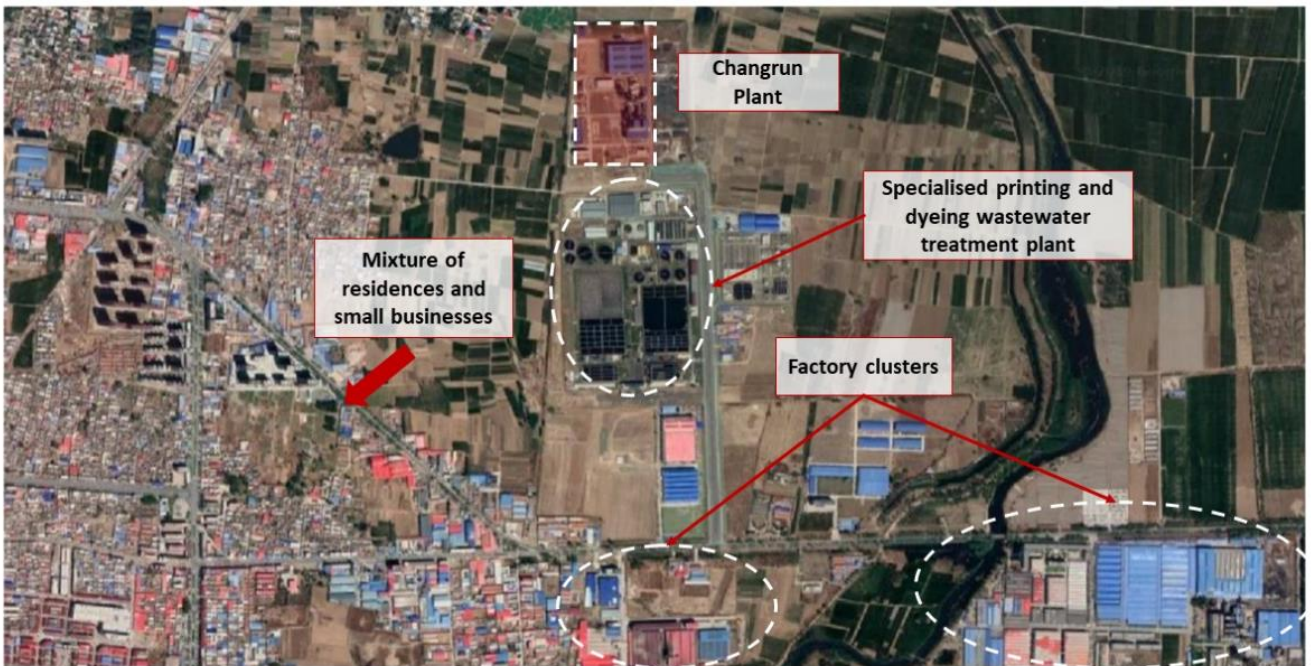 Changrun
Plant
Specialised printing and
dyeing wastewater
treatment plant
Mixture of
residences and
small businesses
Factory clusters